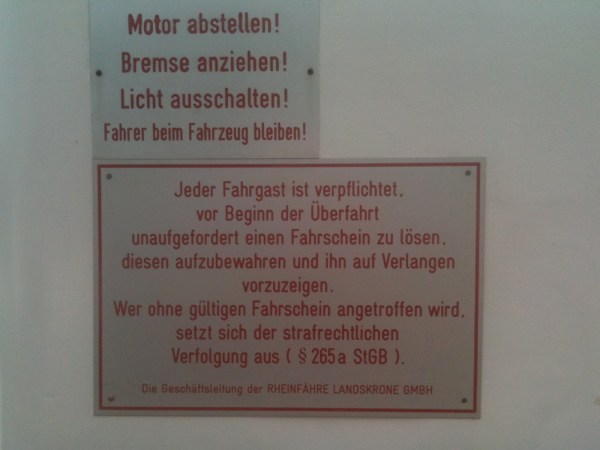 Motor abstellen!
Bremse anziehen!
Licht ausschalten!
Fahrer beim Fahrzeug bleiben!
Jeder Fahrgast ist verpflichtet,
vor Beginn der Überfahrt
unaufgefordert einen Fahrschein zu lösen,
diesen aufzubewahren und ihn auf Verlangen
vorzuzeigen.
Wer ohne gültigen Fahrschein angetroffen wird,
setzt sich der strafrechtlichen
Verfolgung aus ( § 265a StGB ).
Die Geschäftsleitung der RHEINFÄHRE LANDSKRONE GMBH